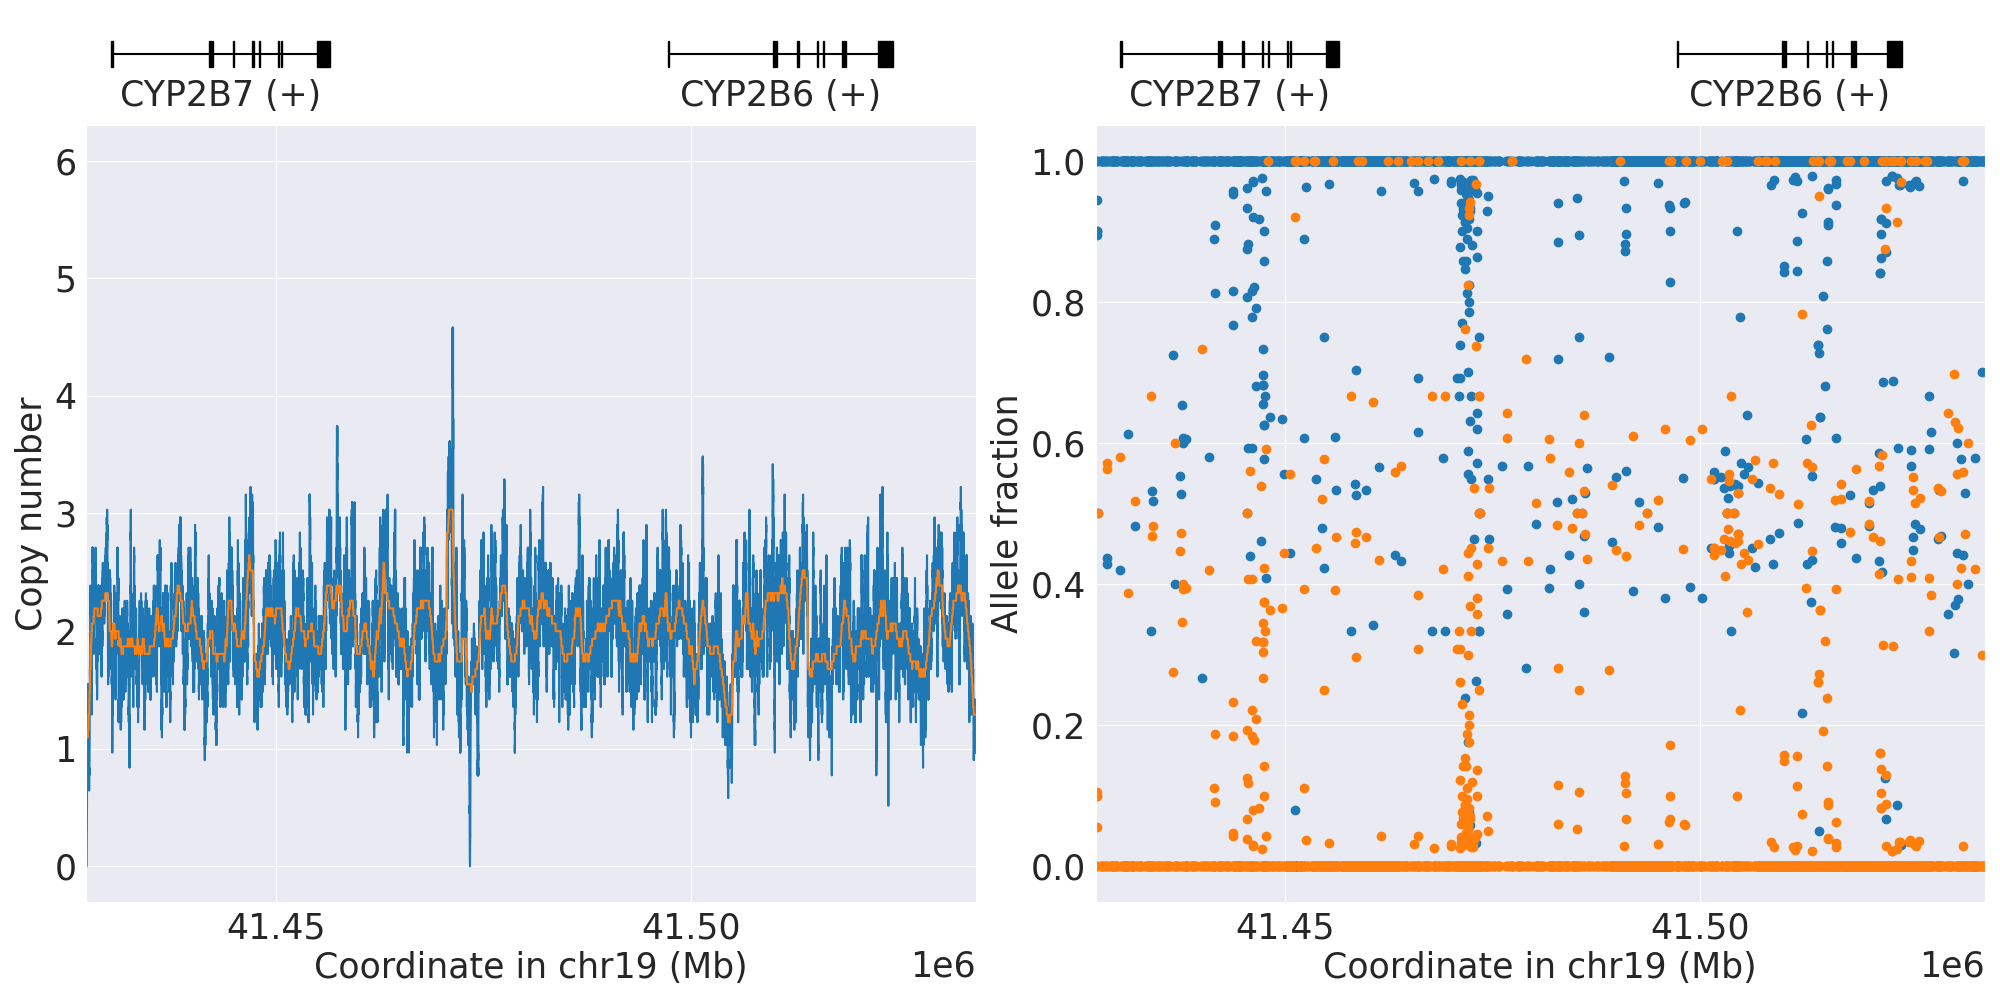 CYP2B7 (+)
CYP2B6 (+)
Copy number
6
5
4
3
2
1
0
41.45
41.50
Coordinate in chr19 (Mb)
1e6
CYP2B7 (+)
CYP2B6 (+)
Allele fraction
1.0
0.8
0.6
0.4
0.2
0.0
41.45
41.50
Coordinate in chr19 (Mb)
1e6